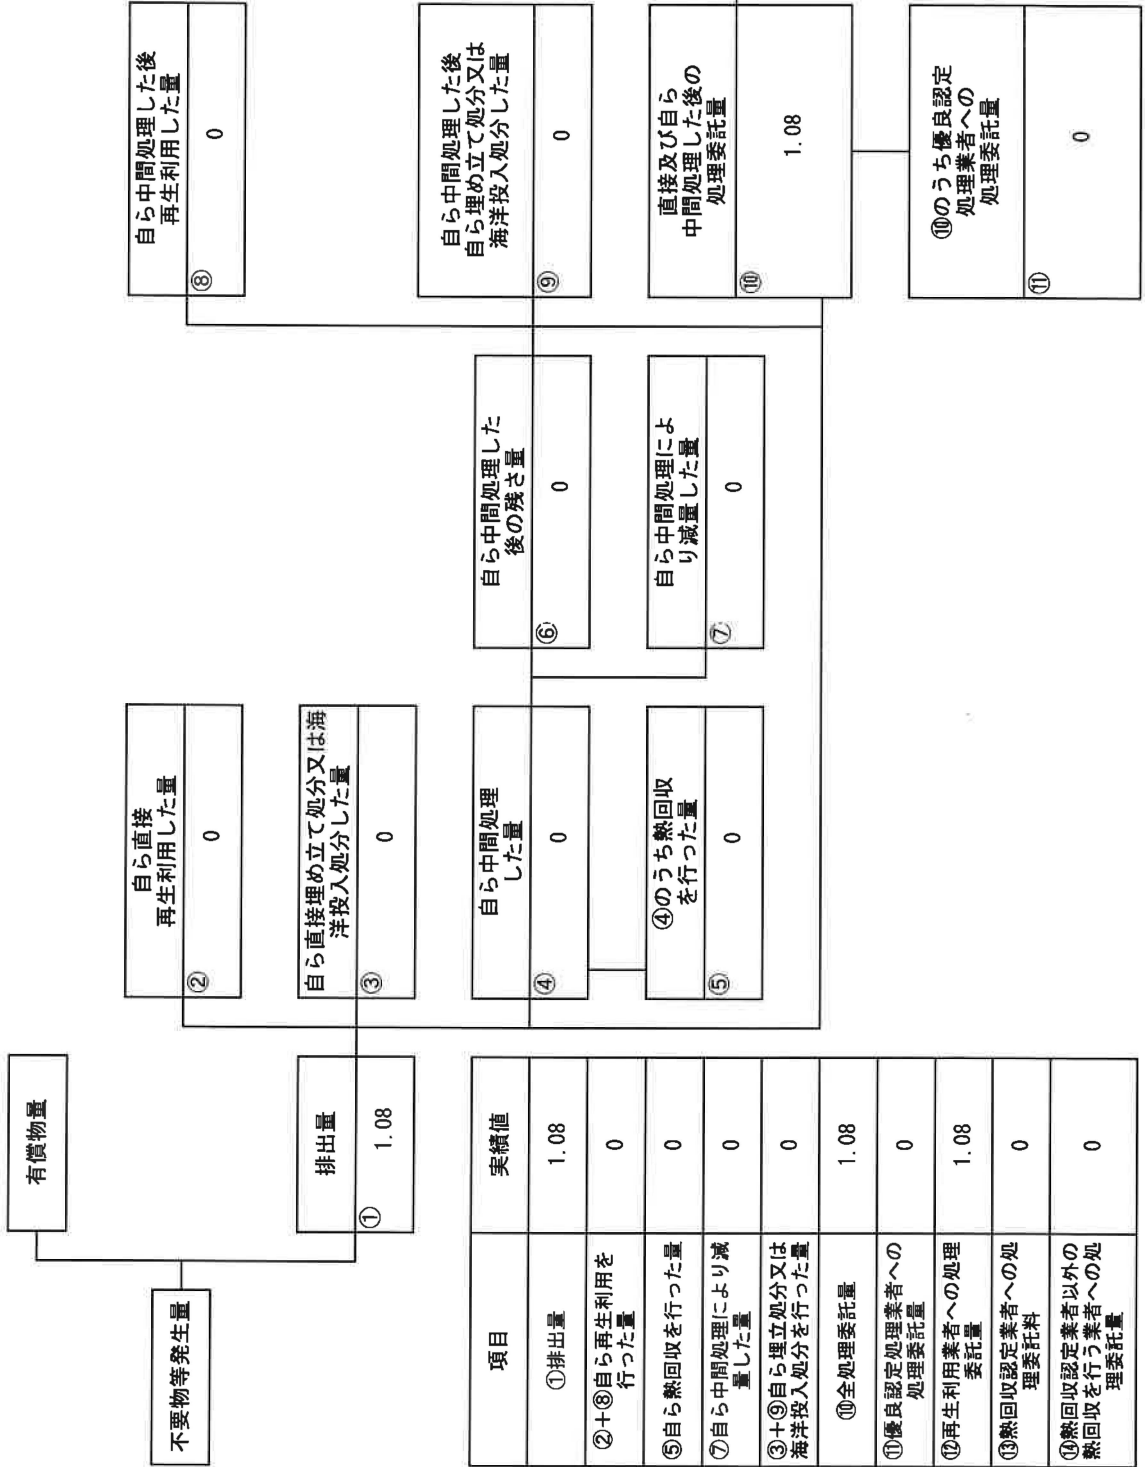 不要物等発生量
有償物量
排出量
①
1.08
自ら直接
再生利用した量
②
0
自ら直接埋め立て処分又は海
洋投入処分した量
③
0
自ら中間処理
した量
④
0
④のうち熱回収
を行った量
⑤
0
自ら中間処理した
後の残さ量
⑥
0
自ら中間処理によ
り減量した量
⑦
0
自ら中間処理した後
再生利用した量
⑧
0
自ら中間処理した後
自ら埋め立て処分又は
海洋投入処分した量
⑨
0
直接及び自ら
中間処理した後の
処理委託量
⑩
1.08
⑩のうち優良認定
処理業者への
処理委託量
⑪
0
項目 実績値
①排出量 1.08
②+⑧自ら再生利用を
行った量 0
⑤自ら熱回収を行った量 0
⑦自ら中間処理により減
量した量 0
③+⑨自ら埋立処分又は
海洋投入処分を行った量 0
⑩全処理委託量 1.08
⑪優良認定処理業者への
処理委託量 0
⑫再生利用業者への処理
委託量 1.08
⑬熱回収認定業者への処
理委託料 0
⑭熱回収認定業者以外の
熱回収を行う業者への処
理委託量 0